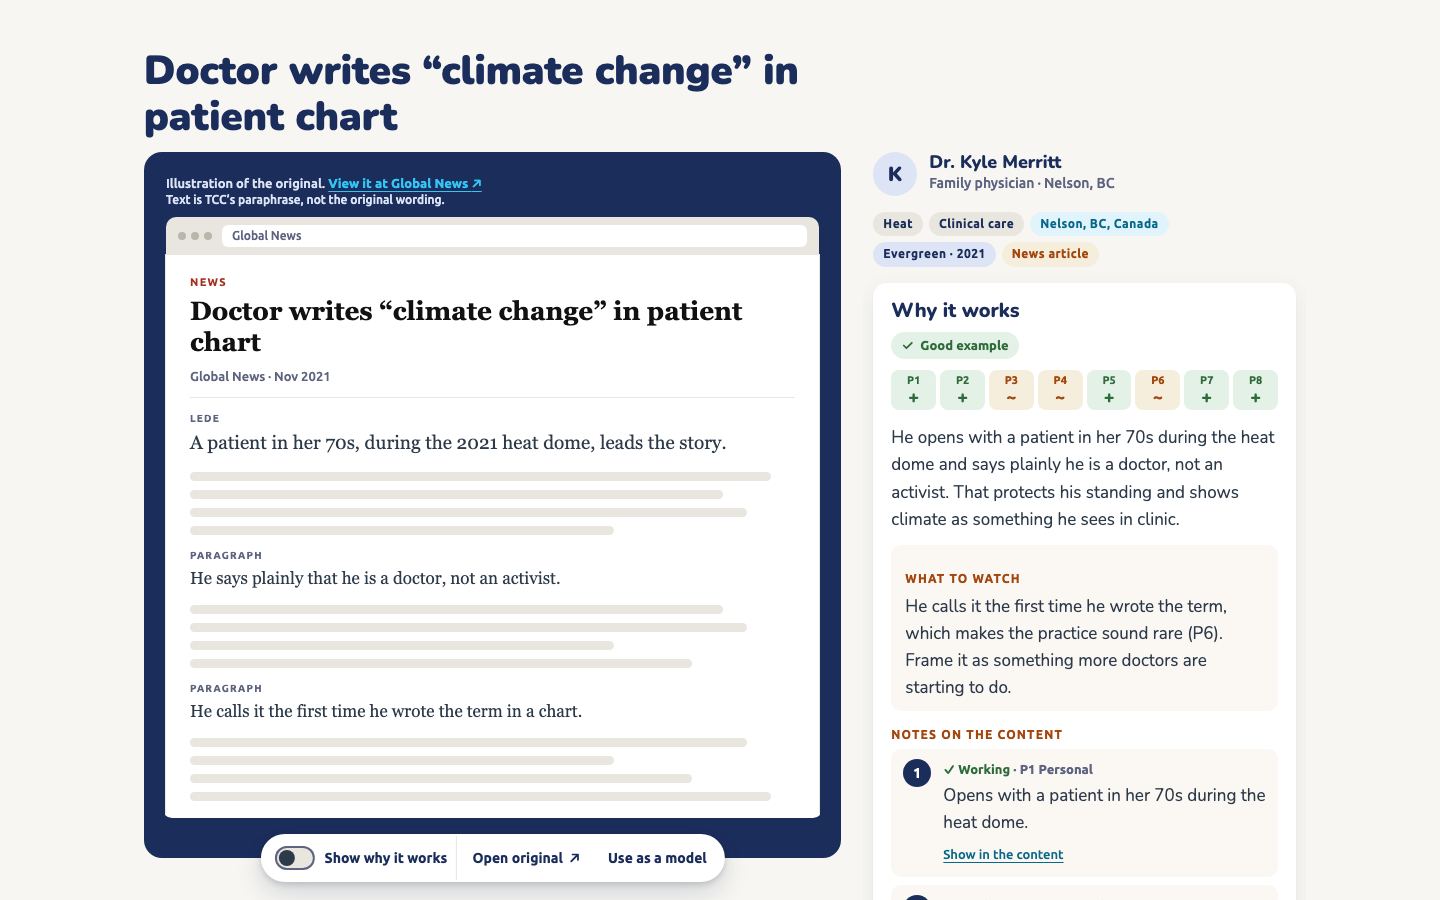 Doctor writes “climate change” in
patient chart
Illustration of the original. View it at Global News ↗
Text is TCC’s paraphrase, not the original wording.
Global News
NEWS
Doctor writes “climate change” in patient
chart
Global News · Nov 2021
LEDE
A patient in her 70s, during the 2021 heat dome, leads the story.
PARAGRAPH
He says plainly that he is a doctor, not an activist.
PARAGRAPH
He calls it the first time he wrote the term in a chart.
Show why it works
Open original ↗
Use as a model
K
Dr. Kyle Merritt
Family physician · Nelson, BC
Heat
Clinical care
Nelson, BC, Canada
Evergreen · 2021
News article
Why it works
✓ Good example
P1 P2 P3 P4 P5 P6 P7 P8
+ + ~ ~ + ~ + +
He opens with a patient in her 70s during the heat
dome and says plainly he is a doctor, not an
activist. That protects his standing and shows
climate as something he sees in clinic.
WHAT TO WATCH
He calls it the first time he wrote the term,
which makes the practice sound rare (P6).
Frame it as something more doctors are
starting to do.
NOTES ON THE CONTENT
1
✓ Working · P1 Personal
Opens with a patient in her 70s during the
heat dome.
Show in the content